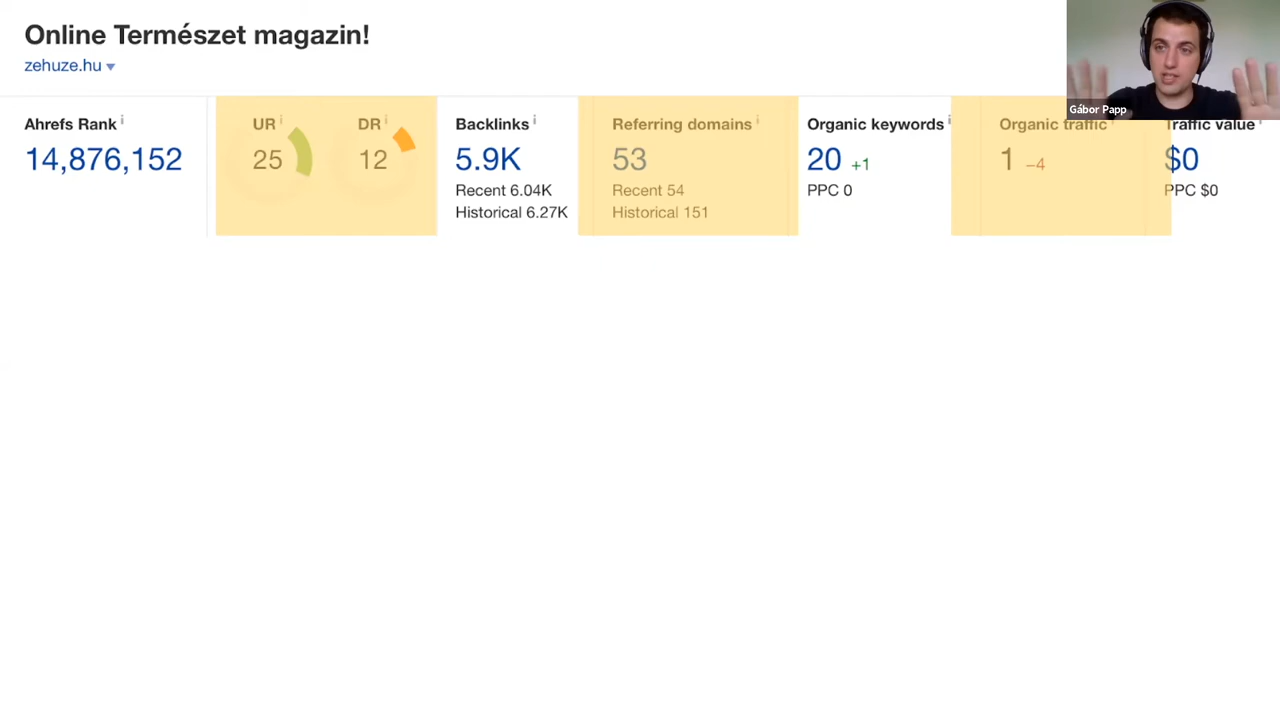 Online Természet magazin!
zehuze.hu
Gábor Papp
Ahrefs Rank i
14,876,152
UR i
25
DR i
12
Backlinks i
5.9K
Recent 6.04K
Historical 6.27K
Referring domains i
53
Recent 54
Historical 151
Organic keywords i
20 +1
PPC 0
Organic traffic i
1 −4
Traffic value i
$0
PPC $0